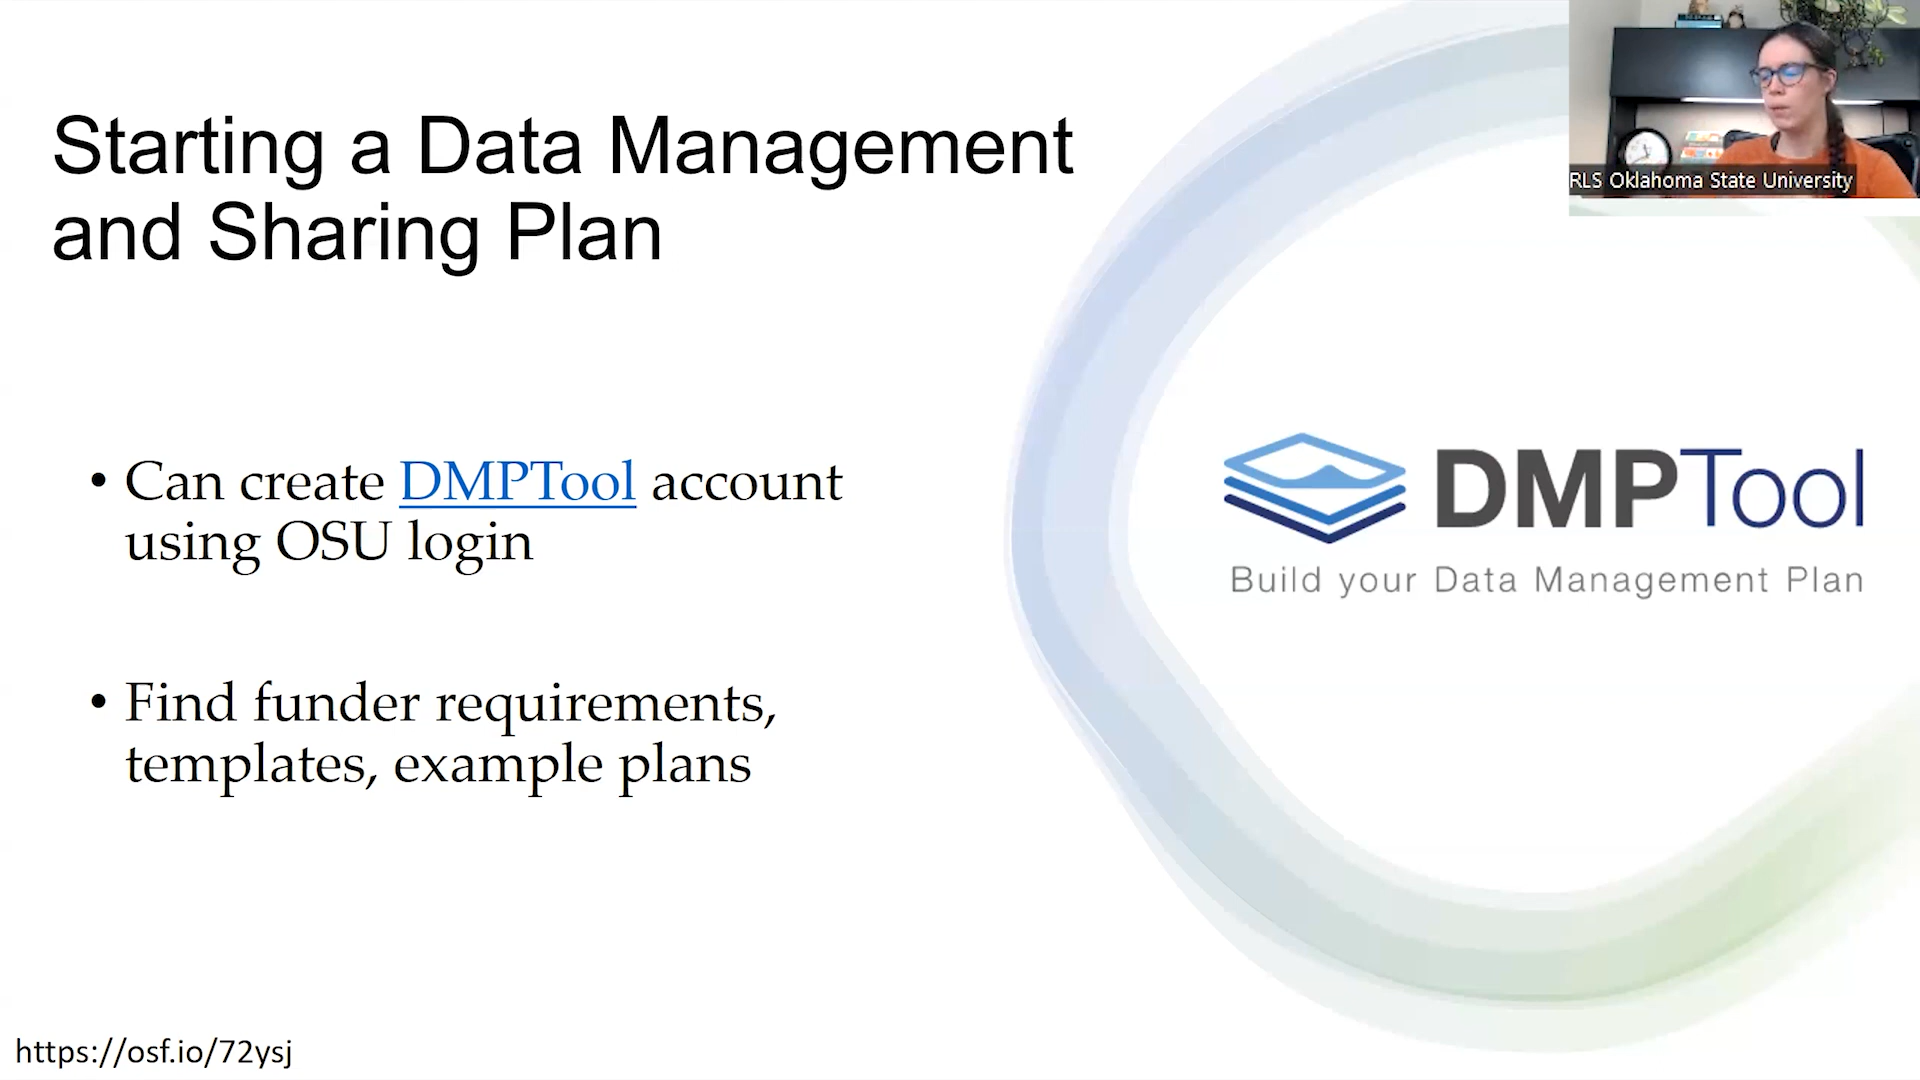 Starting a Data Management
and Sharing Plan
RLS Oklahoma State University
• Can create DMPTool account
using OSU login
• Find funder requirements,
templates, example plans
DMPTool
Build your Data Management Plan
https://osf.io/72ysj